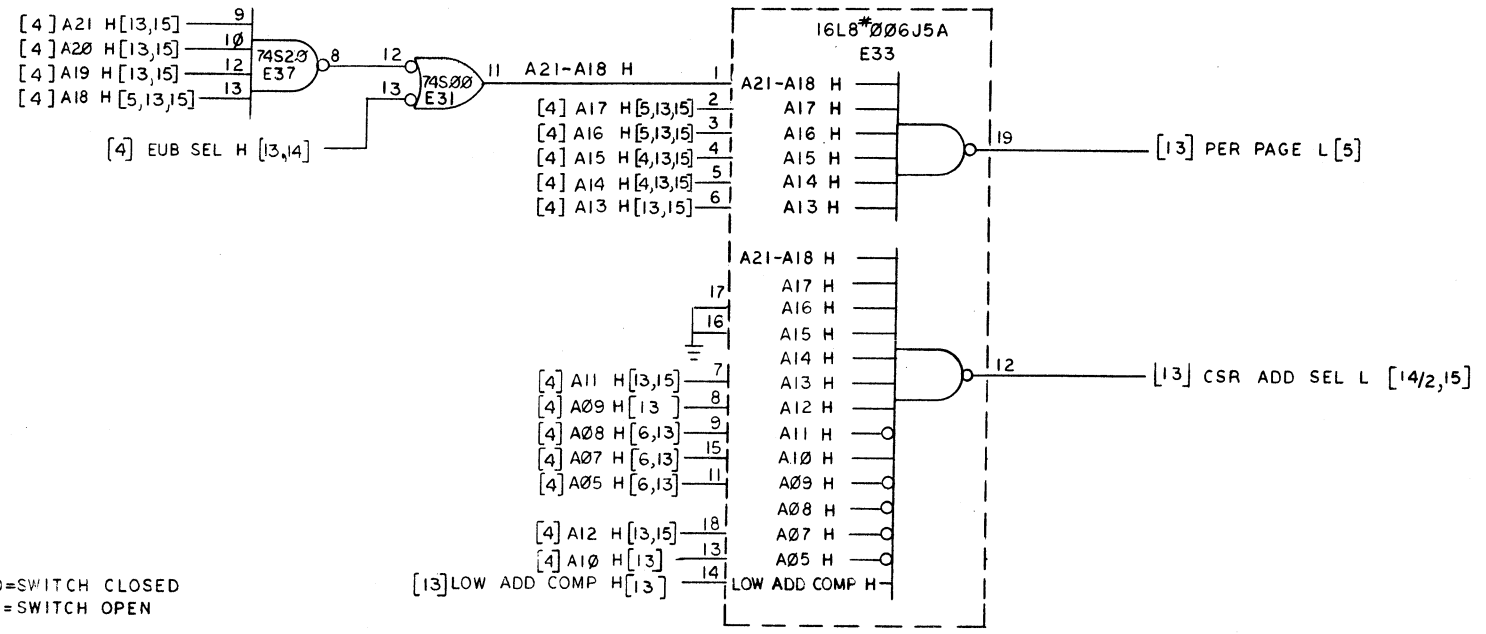 [4] A21 H[13,15] 9
[4] A20 H[13,15] 10
[4] A19 H[13,15] 12
[4] A18 H[5,13,15] 13
74S20
E37
8
12
13
74S00
E31
11
A21-A18 H
[4] EUB SEL H [13,14]
16L8#006J5A
E33
1 A21-A18 H
[4] A17 H[5,13,15] 2 A17 H
[4] A16 H[5,13,15] 3 A16 H
[4] A15 H[4,13,15] 4 A15 H
[4] A14 H[4,13,15] 5 A14 H
[4] A13 H[13,15] 6 A13 H
19
[13] PER PAGE L[5]
A21-A18 H
A17 H
17 A16 H
16 A15 H
A14 H
[4] A11 H[13,15] 7 A13 H
[4] A09 H[13 ] 8 A12 H
[4] A08 H[6,13] 9 A11 H
[4] A07 H[6,13] 15 A10 H
[4] A05 H[6,13] 11 A09 H
A08 H
[4] A12 H[13,15] 18 A07 H
[4] A10 H[13] 13 A05 H
[13]LOW ADD COMP H[13 ] 14 LOW ADD COMP H
12
[13] CSR ADD SEL L [14/2,15]
=SWITCH CLOSED
=SWITCH OPEN